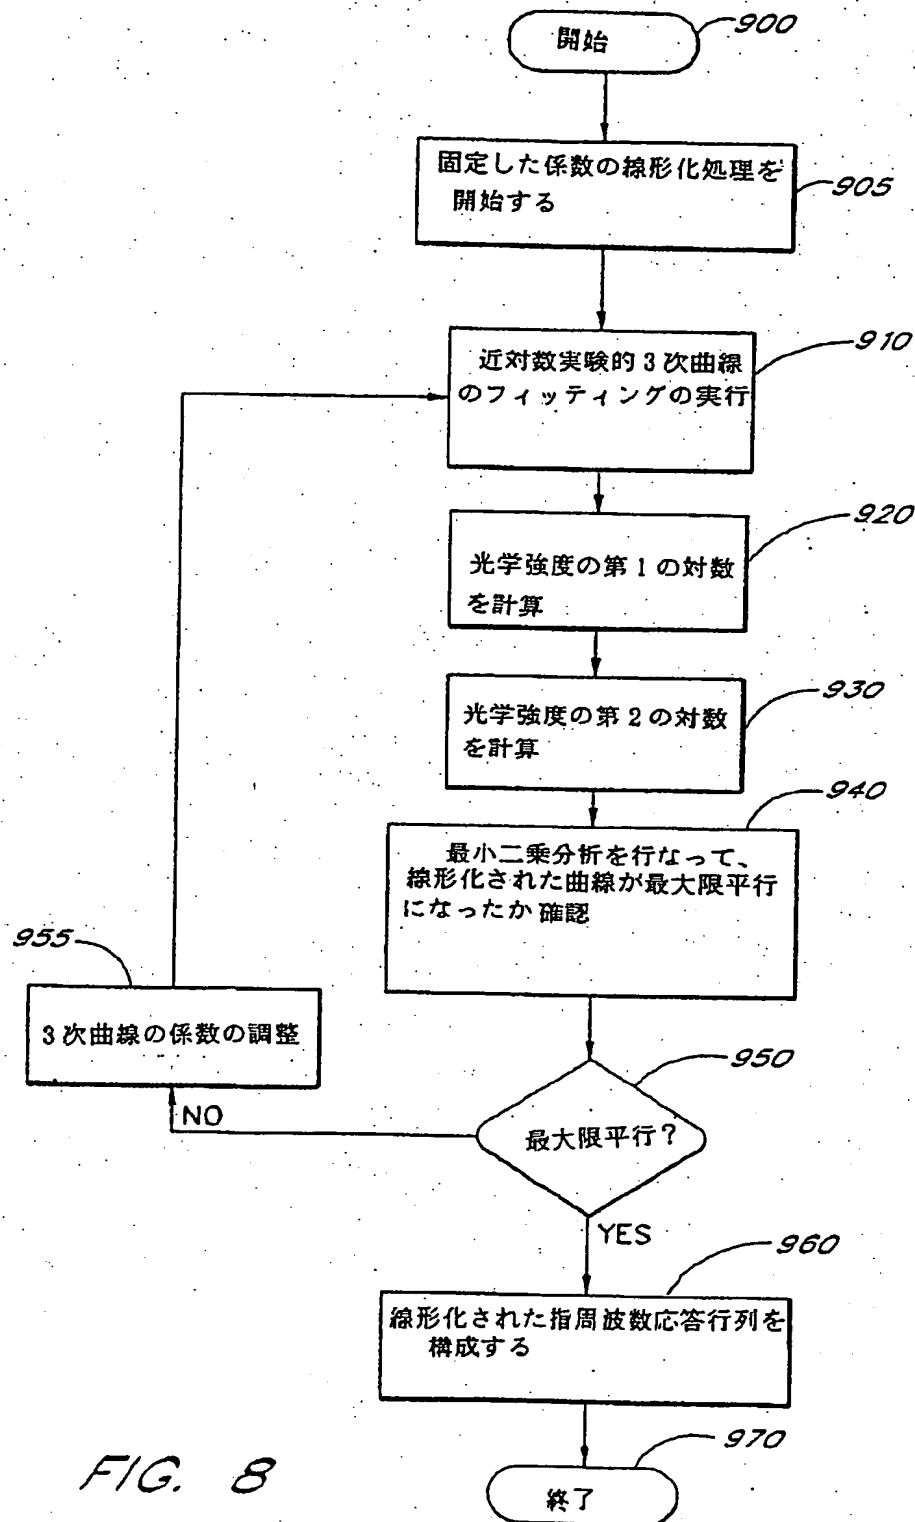 900
開始
固定した係数の線形化処理を
開始する
905
910
近対数実験的3次曲線
のフィッティングの実行
920
光学強度の第1の対数
を計算
930
光学強度の第2の対数
を計算
940
最小二乗分析を行なって、
線形化された曲線が最大限平行
になったか確認
955
3次曲線の係数の調整
950
NO
最大限平行?
YES
960
線形化された指周波数応答行列を
構成する
970
終了
FIG. 8